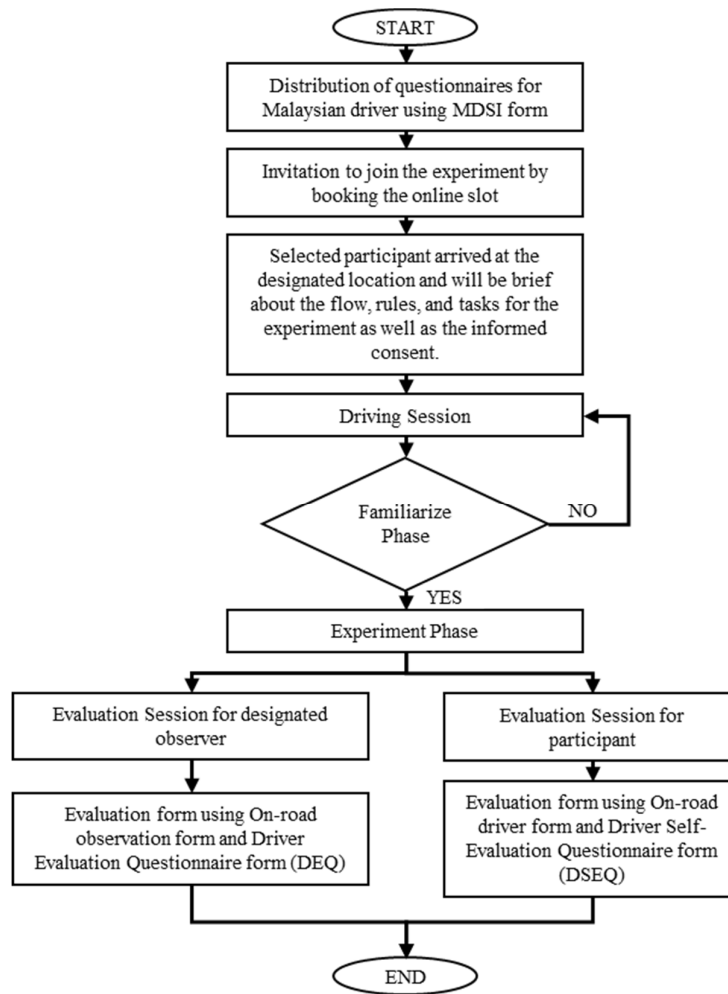 START
Distribution of questionnaires for
Malaysian driver using MDSI form
Invitation to join the experiment by
booking the online slot
Selected participant arrived at the
designated location and will be brief
about the flow, rules, and tasks for
the experiment as well as the informed
consent.
Driving Session
Familiarize
Phase
NO
YES
Experiment Phase
Evaluation Session for designated
observer
Evaluation Session for
participant
Evaluation form using On-road
observation form and Driver
Evaluation Questionnaire form (DEQ)
Evaluation form using On-road
driver form and Driver Self-
Evaluation Questionnaire form
(DSEQ)
END